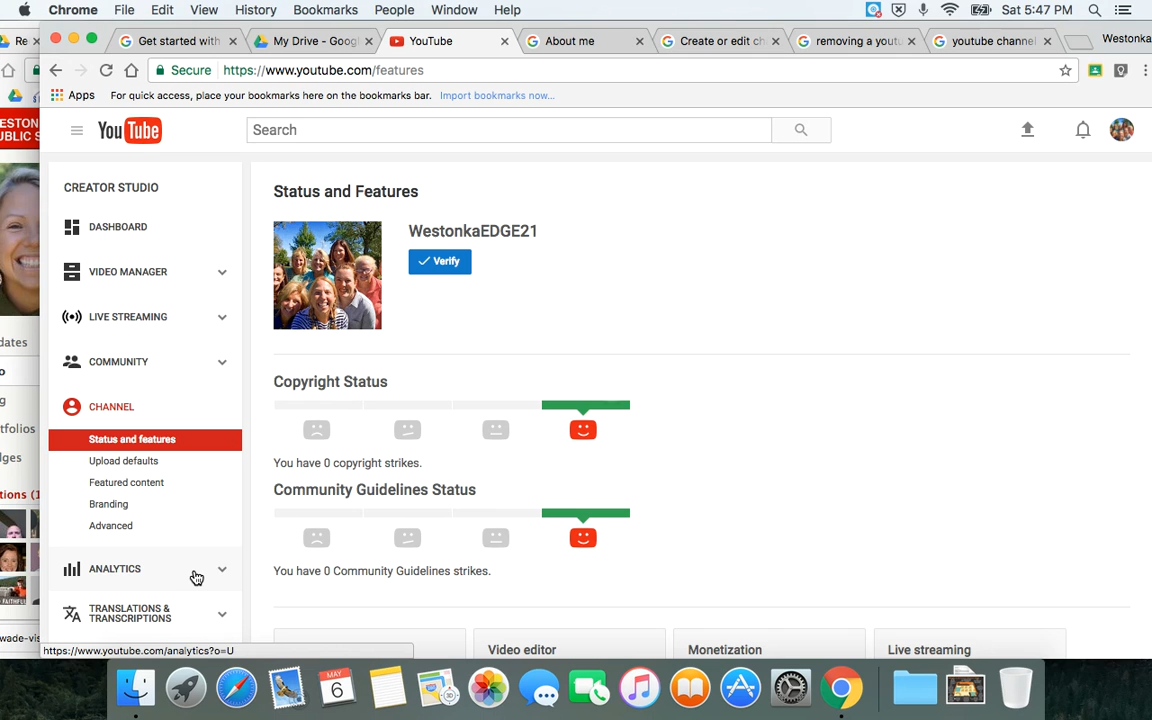 Chrome File Edit View History Bookmarks People Window Help Sat 5:47 PM
Get started with
My Drive - Goog
YouTube
About me
Create or edit ch
removing a yout
youtube channel
Westonka
Secure https://www.youtube.com/features
Apps For quick access, place your bookmarks here on the bookmarks bar. Import bookmarks now...
You Tube
Search
CREATOR STUDIO
DASHBOARD
VIDEO MANAGER
LIVE STREAMING
COMMUNITY
CHANNEL
Status and features
Upload defaults
Featured content
Branding
Advanced
ANALYTICS
TRANSLATIONS &
TRANSCRIPTIONS
Status and Features
WestonkaEDGE21
Verify
Copyright Status
You have 0 copyright strikes.
Community Guidelines Status
You have 0 Community Guidelines strikes.
Video editor
Monetization
Live streaming
https://www.youtube.com/analytics?o=U
MAY
6